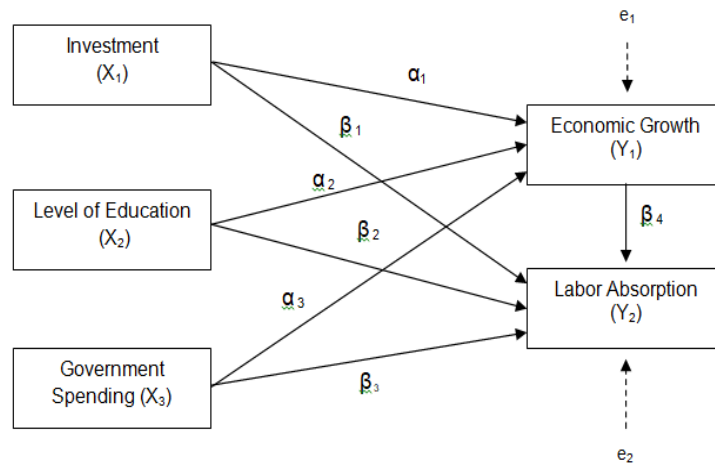 e₁
Investment
(X₁)
α₁
β₁
Economic Growth
(Y₁)
α₂
Level of Education
(X₂)
β₂
β₄
α₃
Labor Absorption
(Y₂)
Government
Spending (X₃)
β₃
e₂